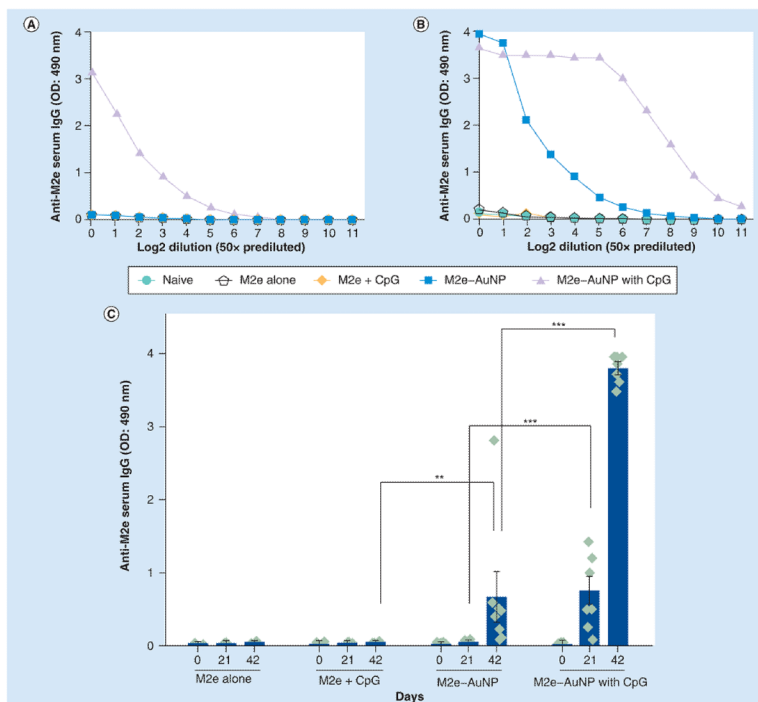 A
Anti-M2e serum IgG (OD: 490 nm)
4
3
2
1
0
0 1 2 3 4 5 6 7 8 9 10 11
Log2 dilution (50× prediluted)
B
Anti-M2e serum IgG (OD: 490 nm)
4
3
2
1
0
0 1 2 3 4 5 6 7 8 9 10 11
Log2 dilution (50× prediluted)
Naive M2e alone M2e + CpG M2e–AuNP M2e–AuNP with CpG
C
Anti-M2e serum IgG (OD: 490 nm)
4
3
2
1
0
***
***
**
0 21 42 0 21 42 0 21 42 0 21 42
M2e alone M2e + CpG M2e–AuNP M2e–AuNP with CpG
Days